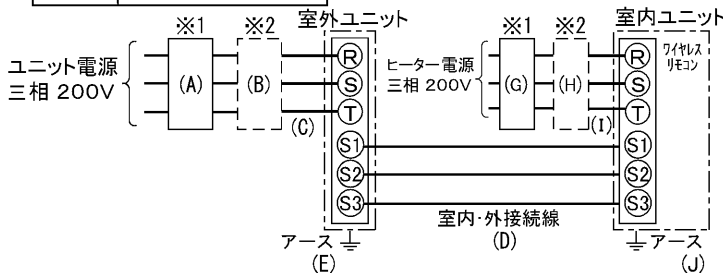 室外ユニット
室内ユニット
※1
※2
※1
※2
ユニット電源
三相 200V
(A)
(B)
(C)
R
S
T
S1
S2
S3
ヒーター電源
三相 200V
(G)
(H)
(I)
R
S
T
S1
S2
S3
ワイヤレス
リモコン
室内・外接続線
(D)
アース
(E)
アース
(J)